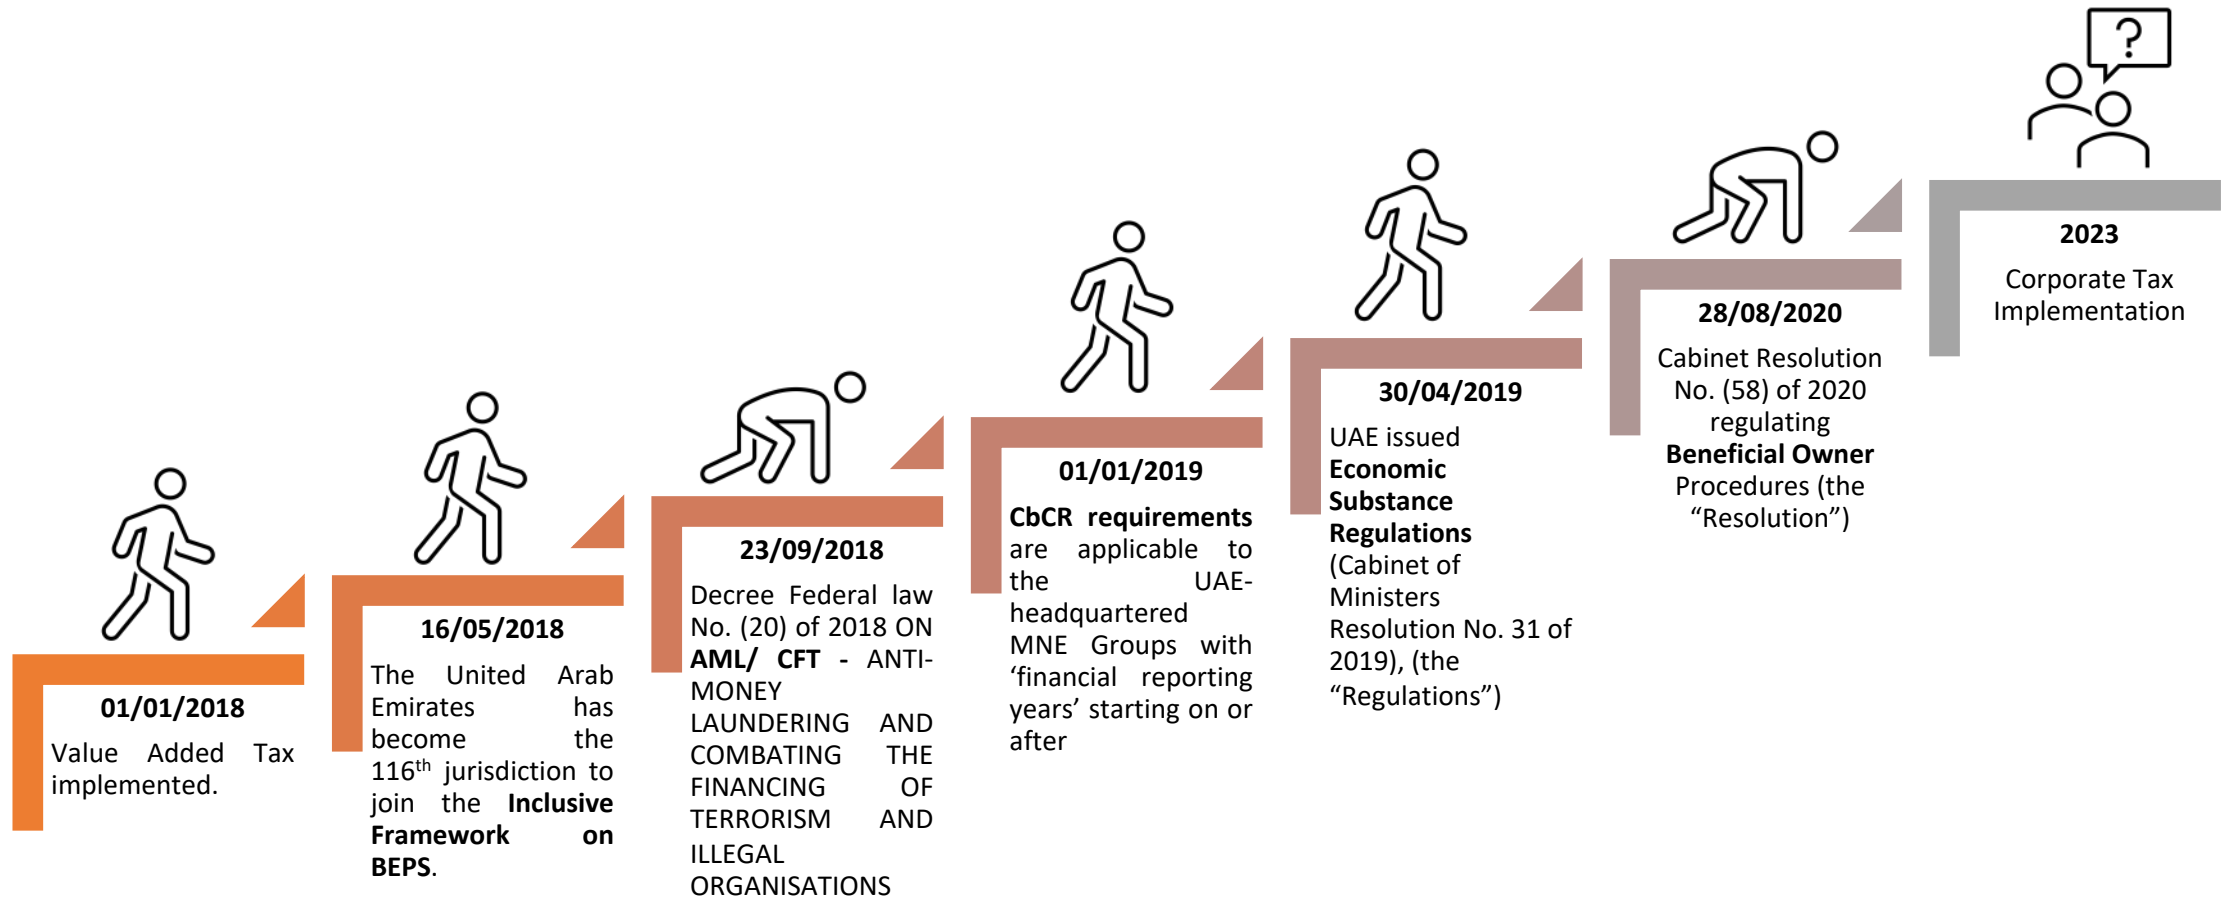 ?
01/01/2018
Value Added Tax
implemented.
16/05/2018
The United Arab
Emirates has
become the
116th jurisdiction to
join the Inclusive
Framework on
BEPS.
23/09/2018
Decree Federal law
No. (20) of 2018 ON
AML/ CFT - ANTI-
MONEY
LAUNDERING AND
COMBATING THE
FINANCING OF
TERRORISM AND
ILLEGAL
ORGANISATIONS
01/01/2019
CbCR requirements
are applicable to
the UAE-
headquartered
MNE Groups with
‘financial reporting
years’ starting on or
after
30/04/2019
UAE issued
Economic
Substance
Regulations
(Cabinet of
Ministers
Resolution No. 31 of
2019), (the
“Regulations”)
28/08/2020
Cabinet Resolution
No. (58) of 2020
regulating
Beneficial Owner
Procedures (the
“Resolution”)
2023
Corporate Tax
Implementation